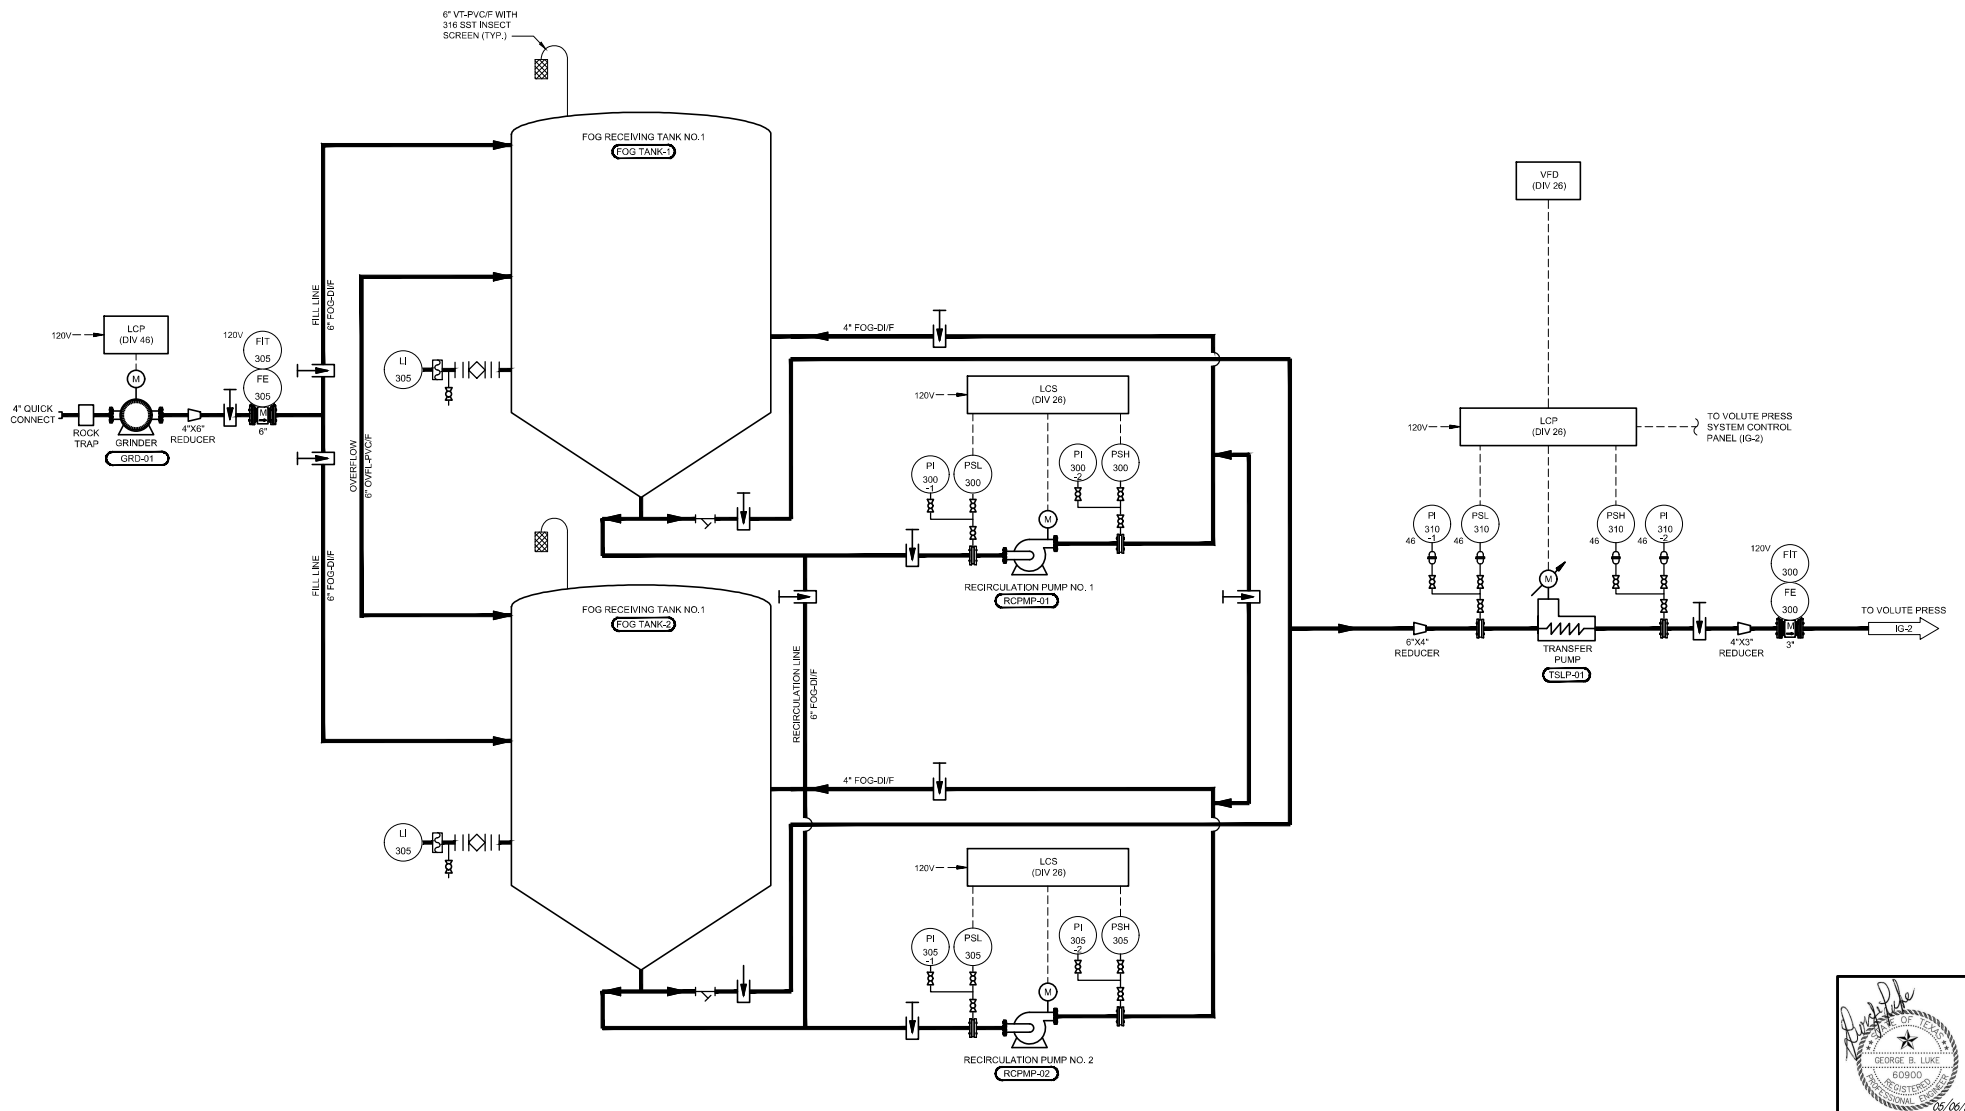 6" VT-PVC/F WITH
316 SST INSECT
SCREEN (TYP.)
FOG RECEIVING TANK NO.1
FOG TANK-1
VFD
(DIV 26)
FILL LINE
6" FOG-DI/F
LCP
(DIV 46)
120V
M
120V
FIT
305
FE
305
M
6"
4" QUICK
CONNECT
ROCK
TRAP
GRINDER
GRD-01
4"X6"
REDUCER
OVERFLOW
6" OVFL-PVC/F
LI
305
4" FOG-DI/F
LCS
(DIV 26)
120V
PI
300
-1
PSL
300
PI
300
-2
PSH
300
M
RECIRCULATION PUMP NO. 1
RCPMP-01
LCP
(DIV 26)
120V
TO VOLUTE PRESS
SYSTEM CONTROL
PANEL (IG-2)
PI
310
-1
46
PSL
310
46
PSH
310
46
PI
310
-2
46
M
120V
FIT
300
FE
300
M
3"
6"X4"
REDUCER
TRANSFER
PUMP
TSLP-01
4"X3"
REDUCER
TO VOLUTE PRESS
IG-2
FILL LINE
6" FOG-DI/F
FOG RECEIVING TANK NO.1
FOG TANK-2
RECIRCULATION LINE
6" FOG-DI/F
4" FOG-DI/F
LI
305
LCS
(DIV 26)
120V
PI
305
-1
PSL
305
PI
305
-2
PSH
305
M
RECIRCULATION PUMP NO. 2
RCPMP-02
STATE OF TEXAS
GEORGE B. LUKE
60900
REGISTERED
PROFESSIONAL ENGINEER
05/06/